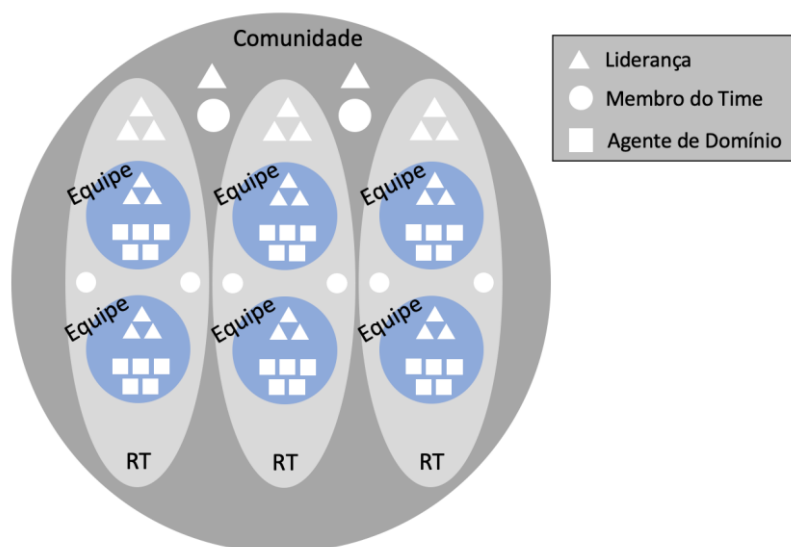 Comunidade
Liderança
Membro do Time
Agente de Domínio
Equipe
Equipe
Equipe
Equipe
Equipe
Equipe
RT
RT
RT